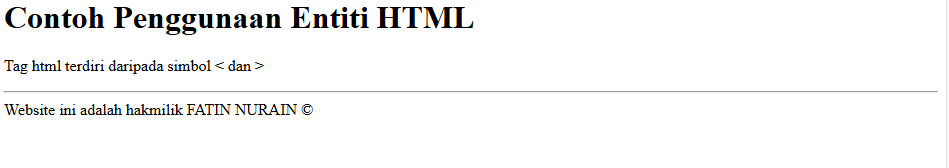 Contoh Penggunaan Entiti HTML
Tag html terdiri daripada simbol < dan >
Website ini adalah hakmilik FATIN NURAIN ©